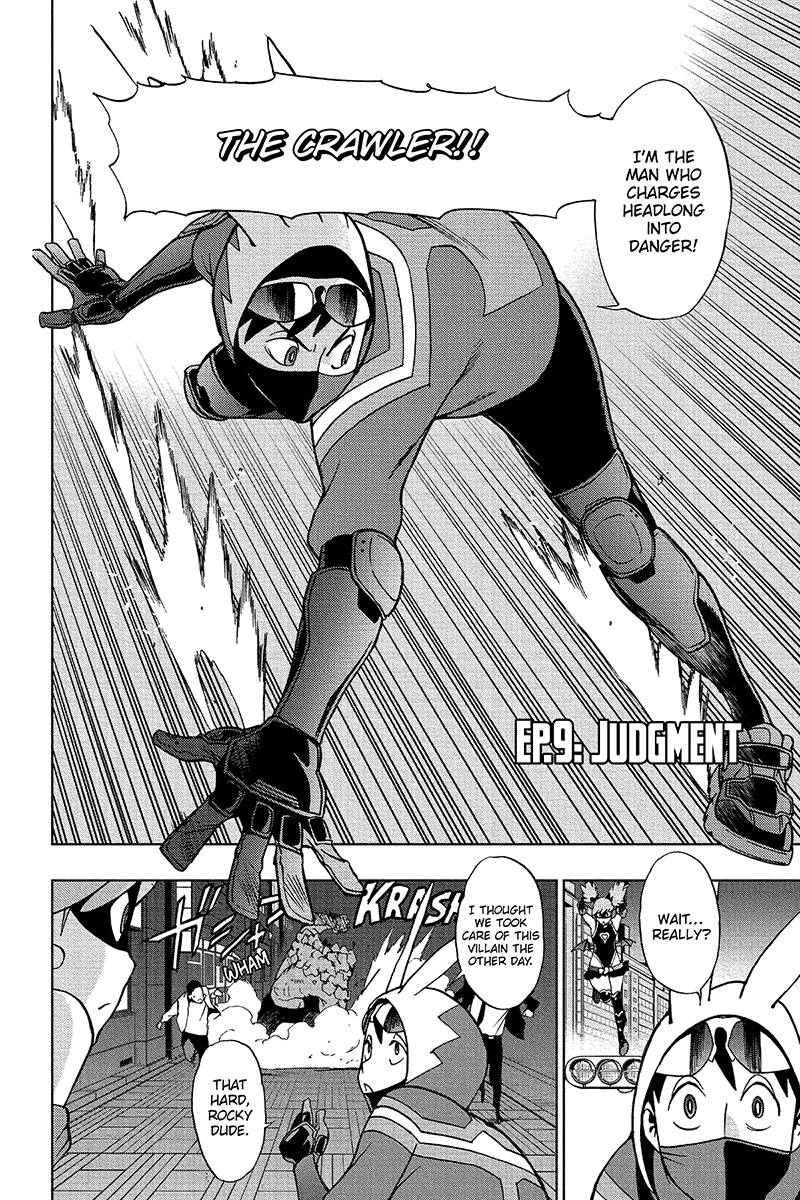 I'M THE
MAN WHO
CHARGES
HEADLONG
INTO
DANGER!
THE CRAWLER!!
EP.9: JUDGMENT
WAIT...
REALLY?
I THOUGHT
WE TOOK
CARE OF THIS
VILLAIN THE
OTHER DAY.
KRASH
WHAM
THAT
HARD,
ROCKY
DUDE.